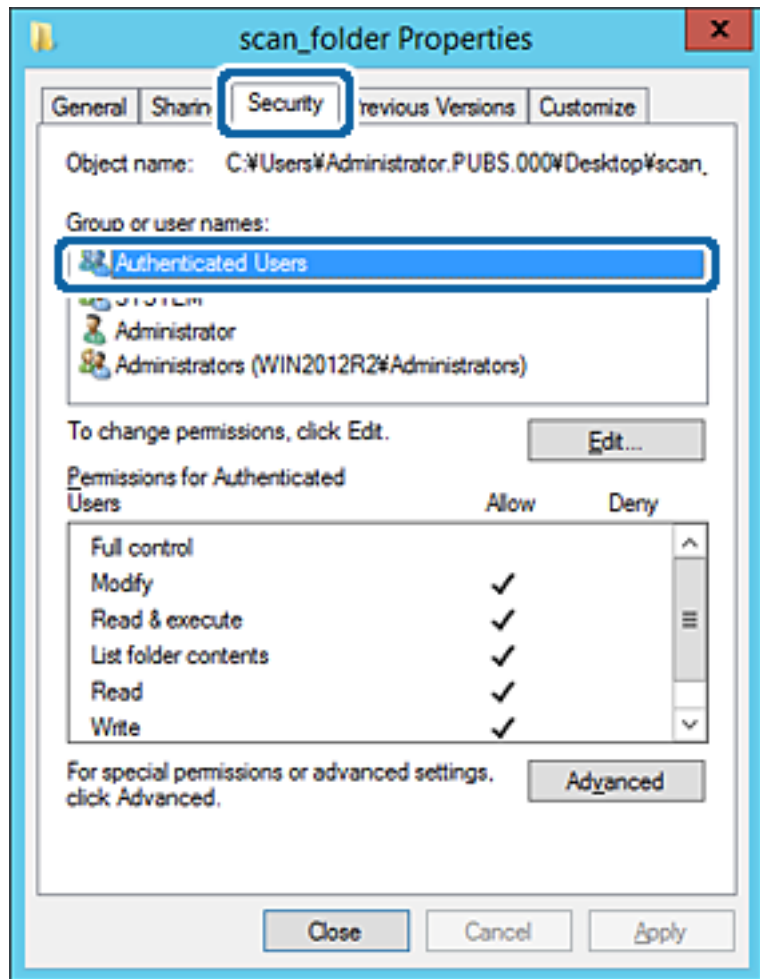 scan_folder Properties
General Security Previous Versions Customize
Object name: C:¥Users¥Administrator.PUBS.000¥Desktop¥scan_
Group or user names:
Authenticated Users
SYSTEM
Administrator
Administrators (WIN2012R2¥Administrators)
To change permissions, click Edit.
Edit...
Permissions for Authenticated
Users Allow Deny
Full control
Modify
Read & execute
List folder contents
Read
Write
For special permissions or advanced settings,
click Advanced.
Advanced
Close Cancel Apply